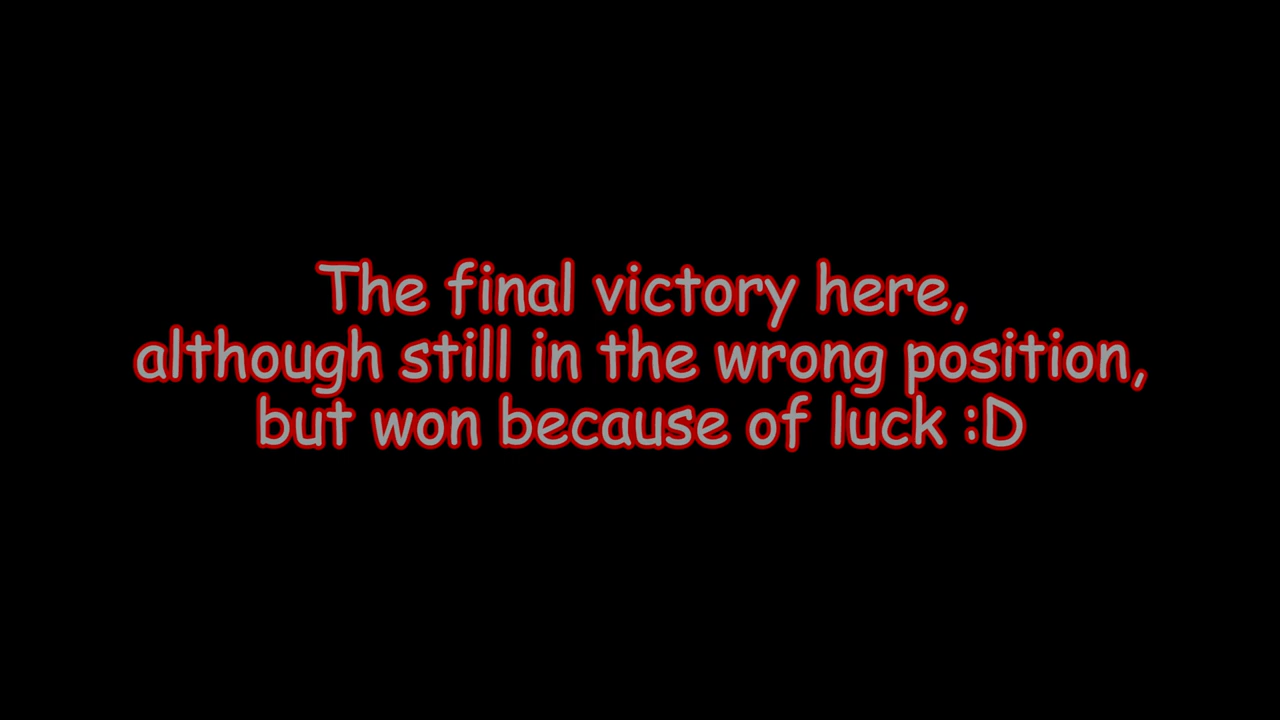 The final victory here,
although still in the wrong position,
but won because of luck :D